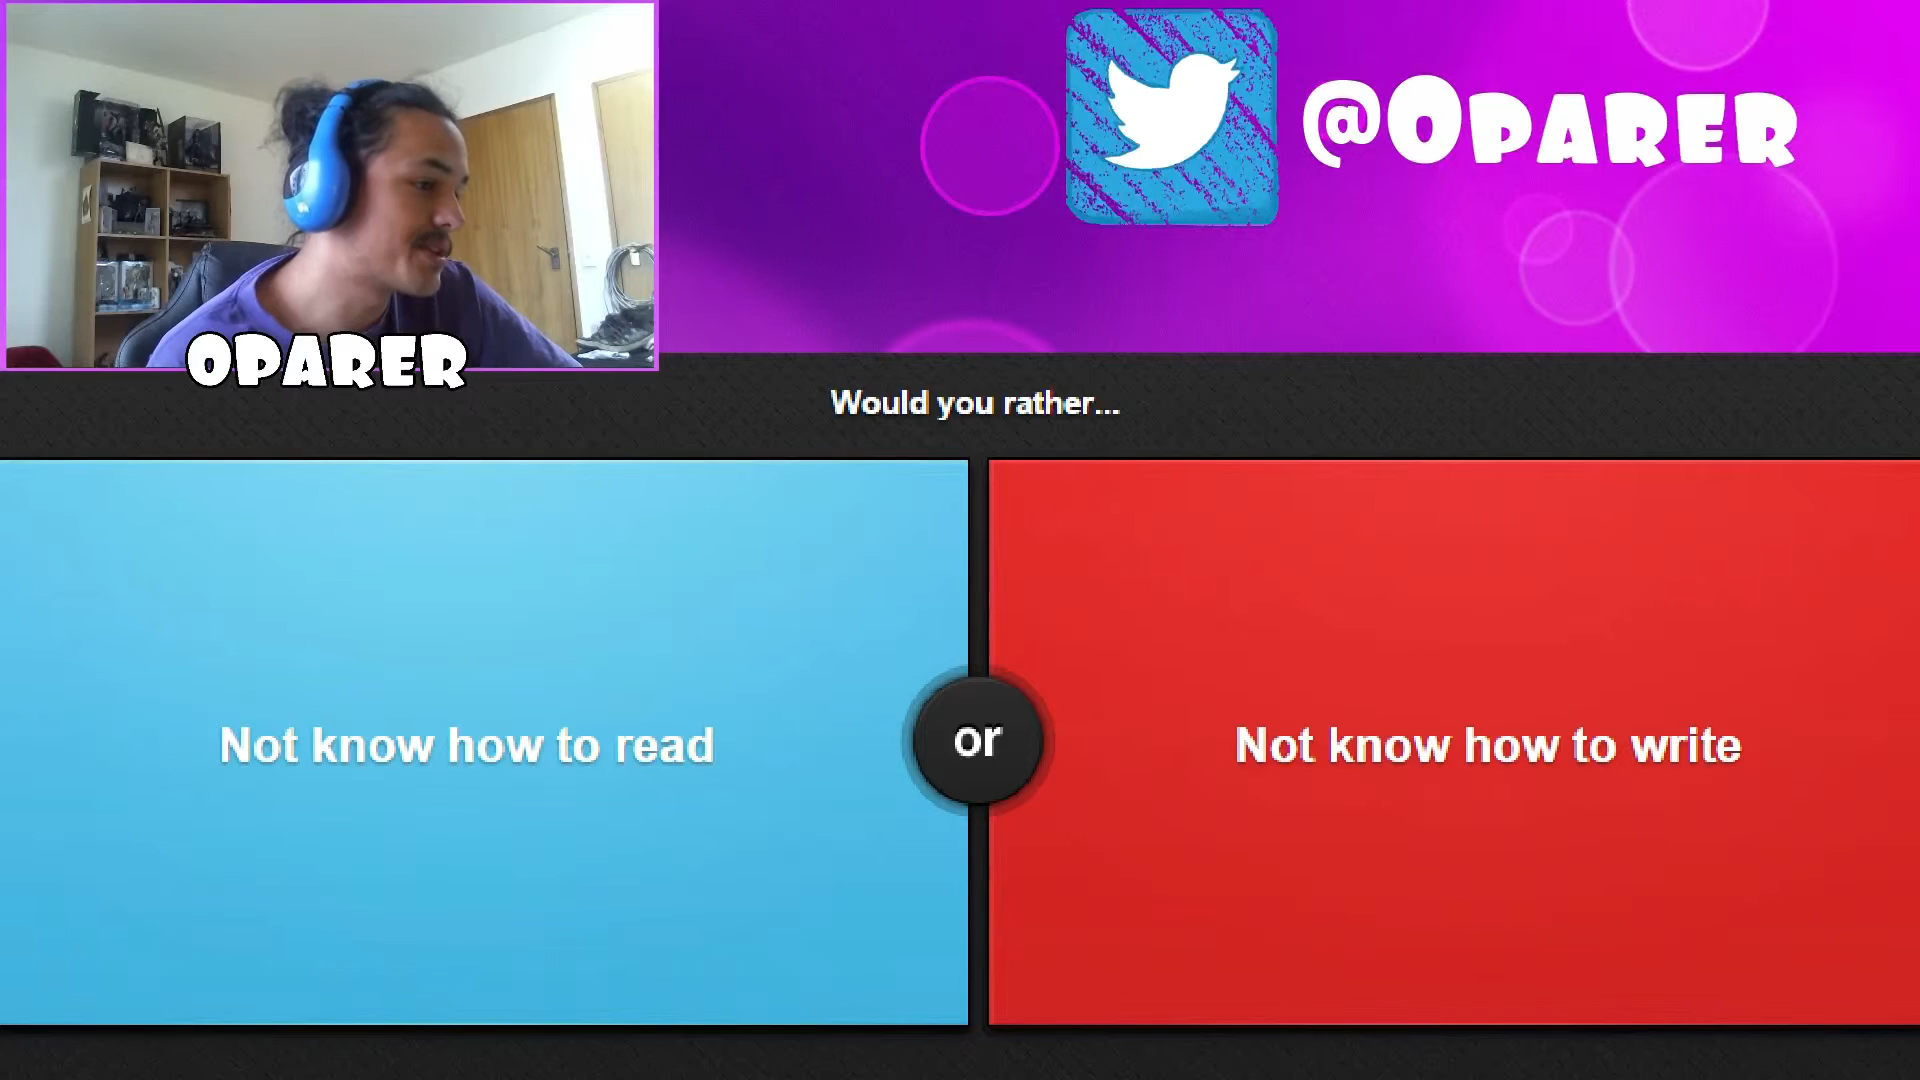 @OPARER
OPARER
Would you rather...
Not know how to read
or
Not know how to write